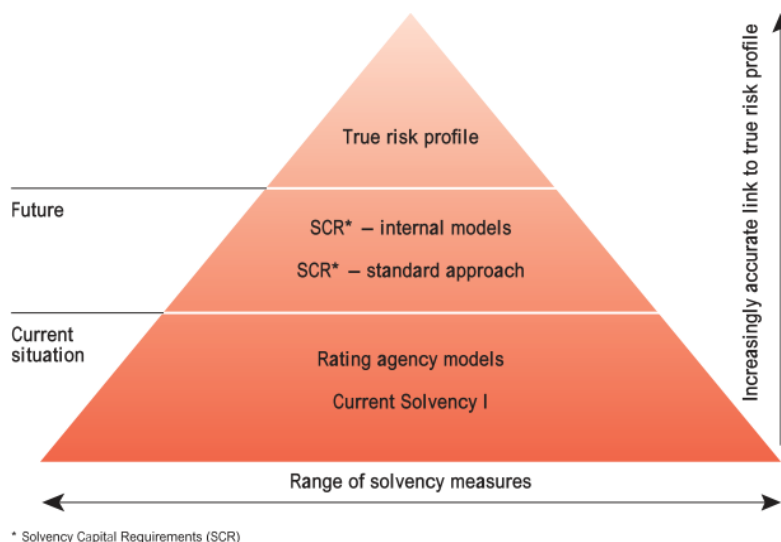 True risk profile
Future
SCR* – internal models
SCR* – standard approach
Current
situation
Rating agency models
Current Solvency I
Increasingly accurate link to true risk profile
Range of solvency measures
* Solvency Capital Requirements (SCR)